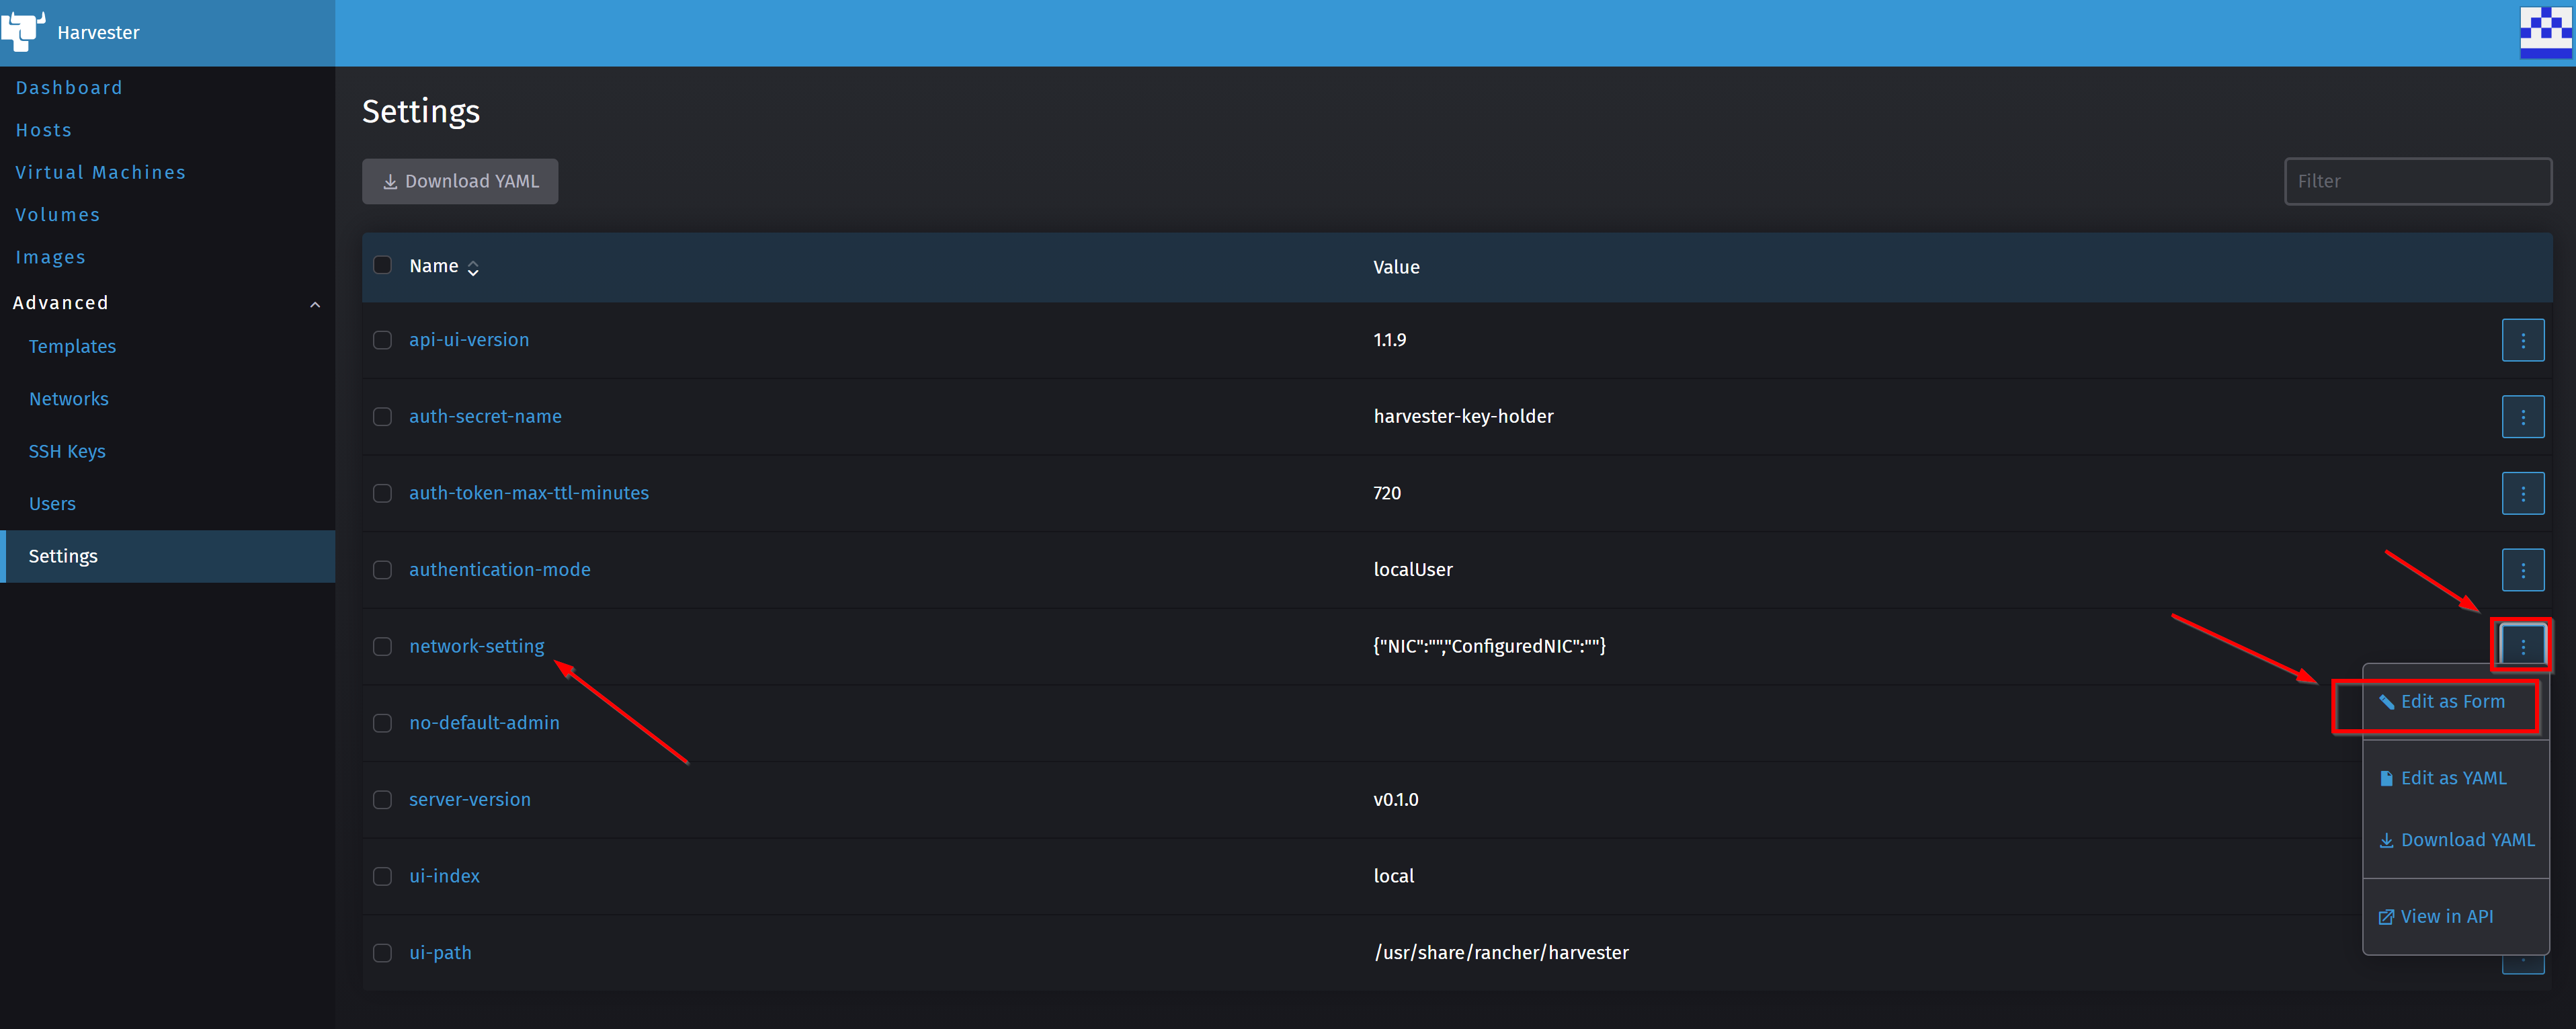 Harvester
Dashboard
Hosts
Virtual Machines
Volumes
Images
Advanced
Templates
Networks
SSH Keys
Users
Settings
Settings
Download YAML
Filter
Name Value
api-ui-version 1.1.9
auth-secret-name harvester-key-holder
auth-token-max-ttl-minutes 720
authentication-mode localUser
network-setting {"NIC":"","ConfiguredNIC":""}
no-default-admin
server-version v0.1.0
ui-index local
ui-path /usr/share/rancher/harvester
Edit as Form
Edit as YAML
Download YAML
View in API